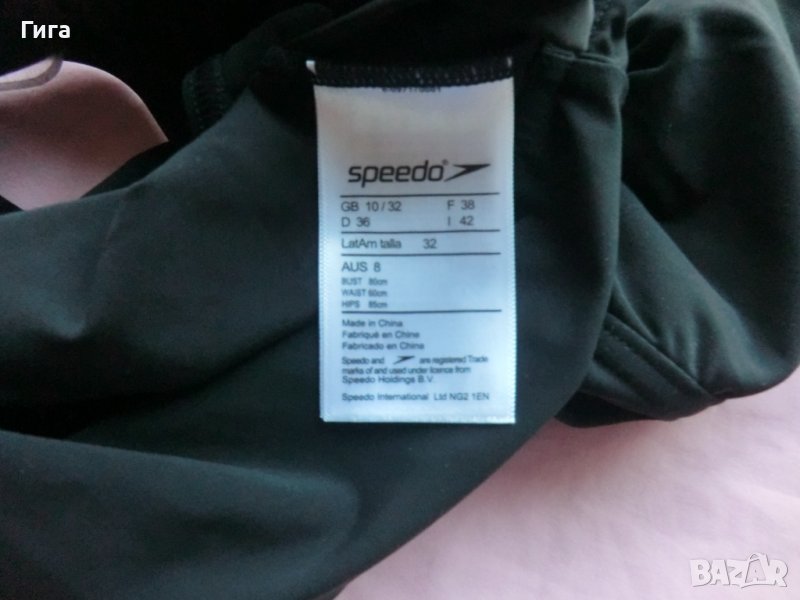 Гига
speedo
GB 10/32 F 38
D 36 I 42
LatAm talla 32
AUS 8
BUST 80cm
WAIST 60cm
HIPS 85cm
Made in China
Fabriqué en Chine
Fabricado en China
Speedo and are registered Trade
marks of and used under licence from
Speedo Holdings B.V.
Speedo International Ltd NG2 1EN
BAZAR